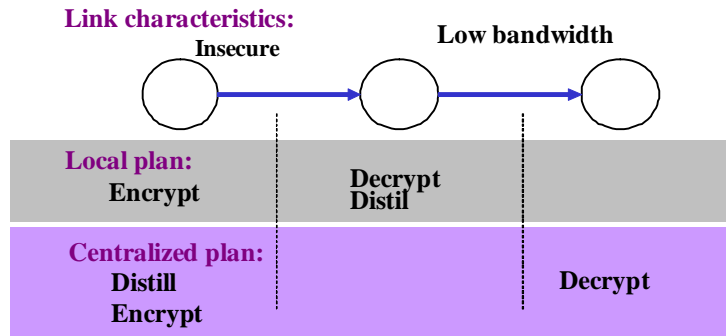 Link characteristics:
Insecure
Low bandwidth
Local plan:
Encrypt
Decrypt
Distil
Centralized plan:
Distill
Encrypt
Decrypt